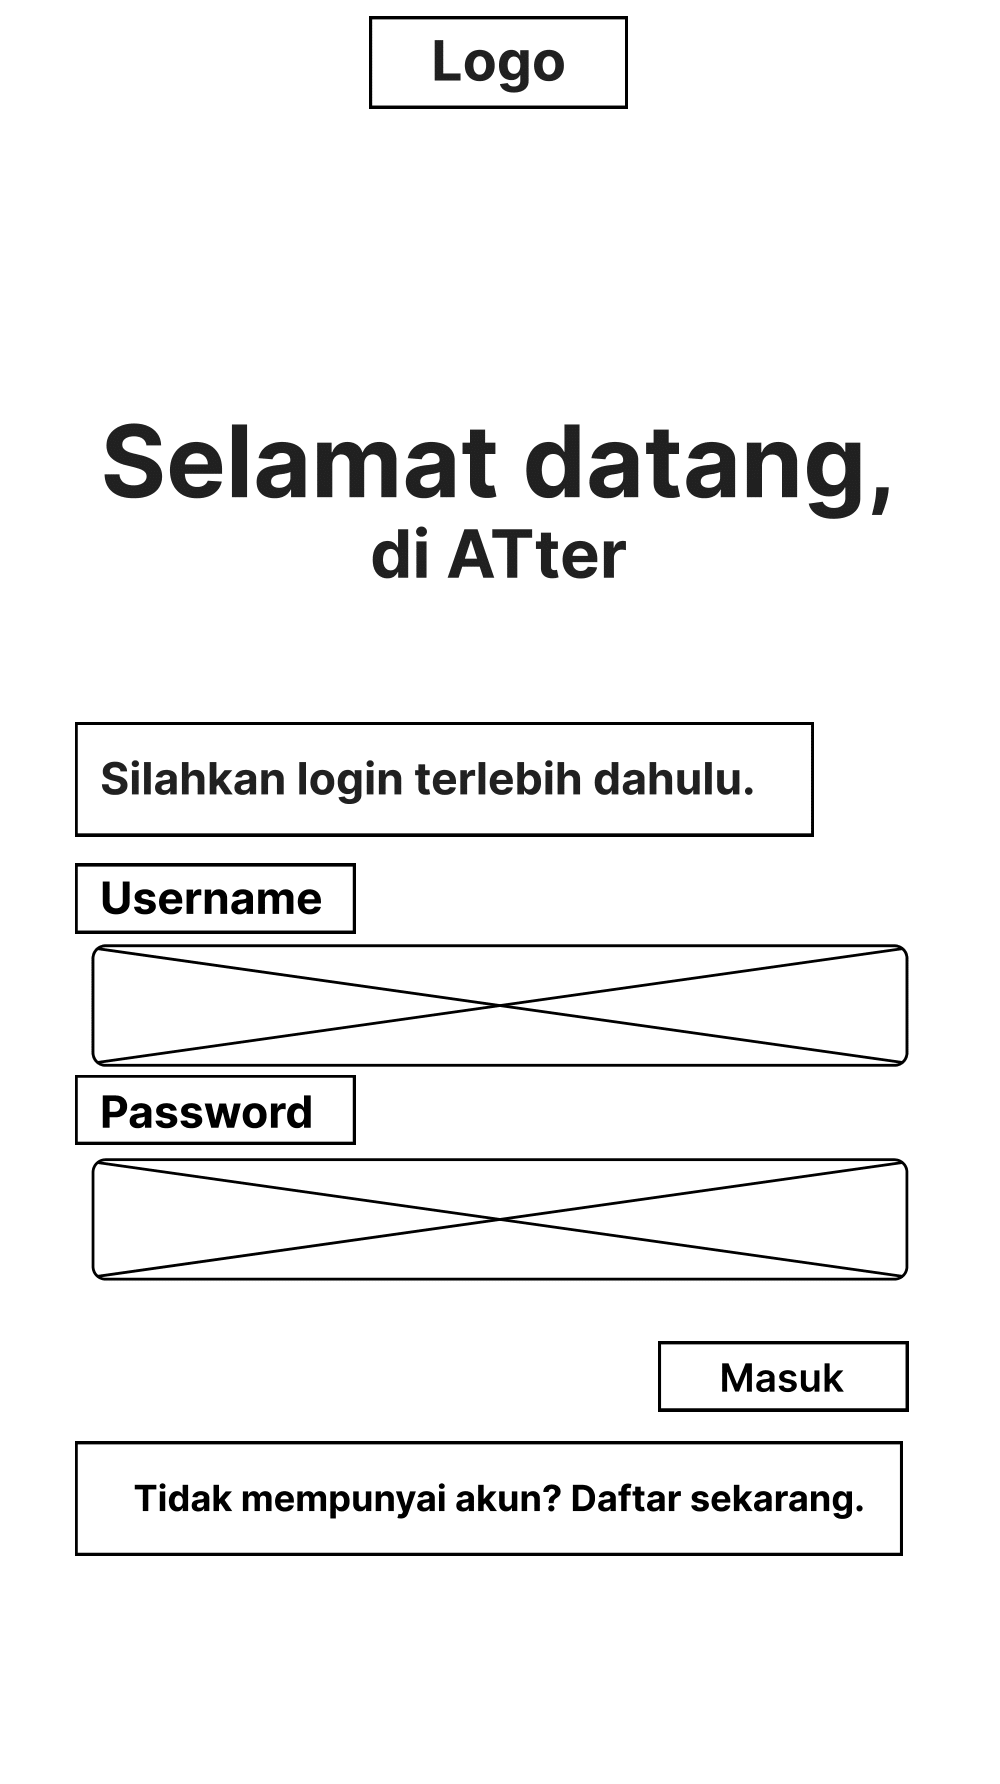 Logo
Selamat datang,
di ATter
Silahkan login terlebih dahulu.
Username
Password
Masuk
Tidak mempunyai akun? Daftar sekarang.